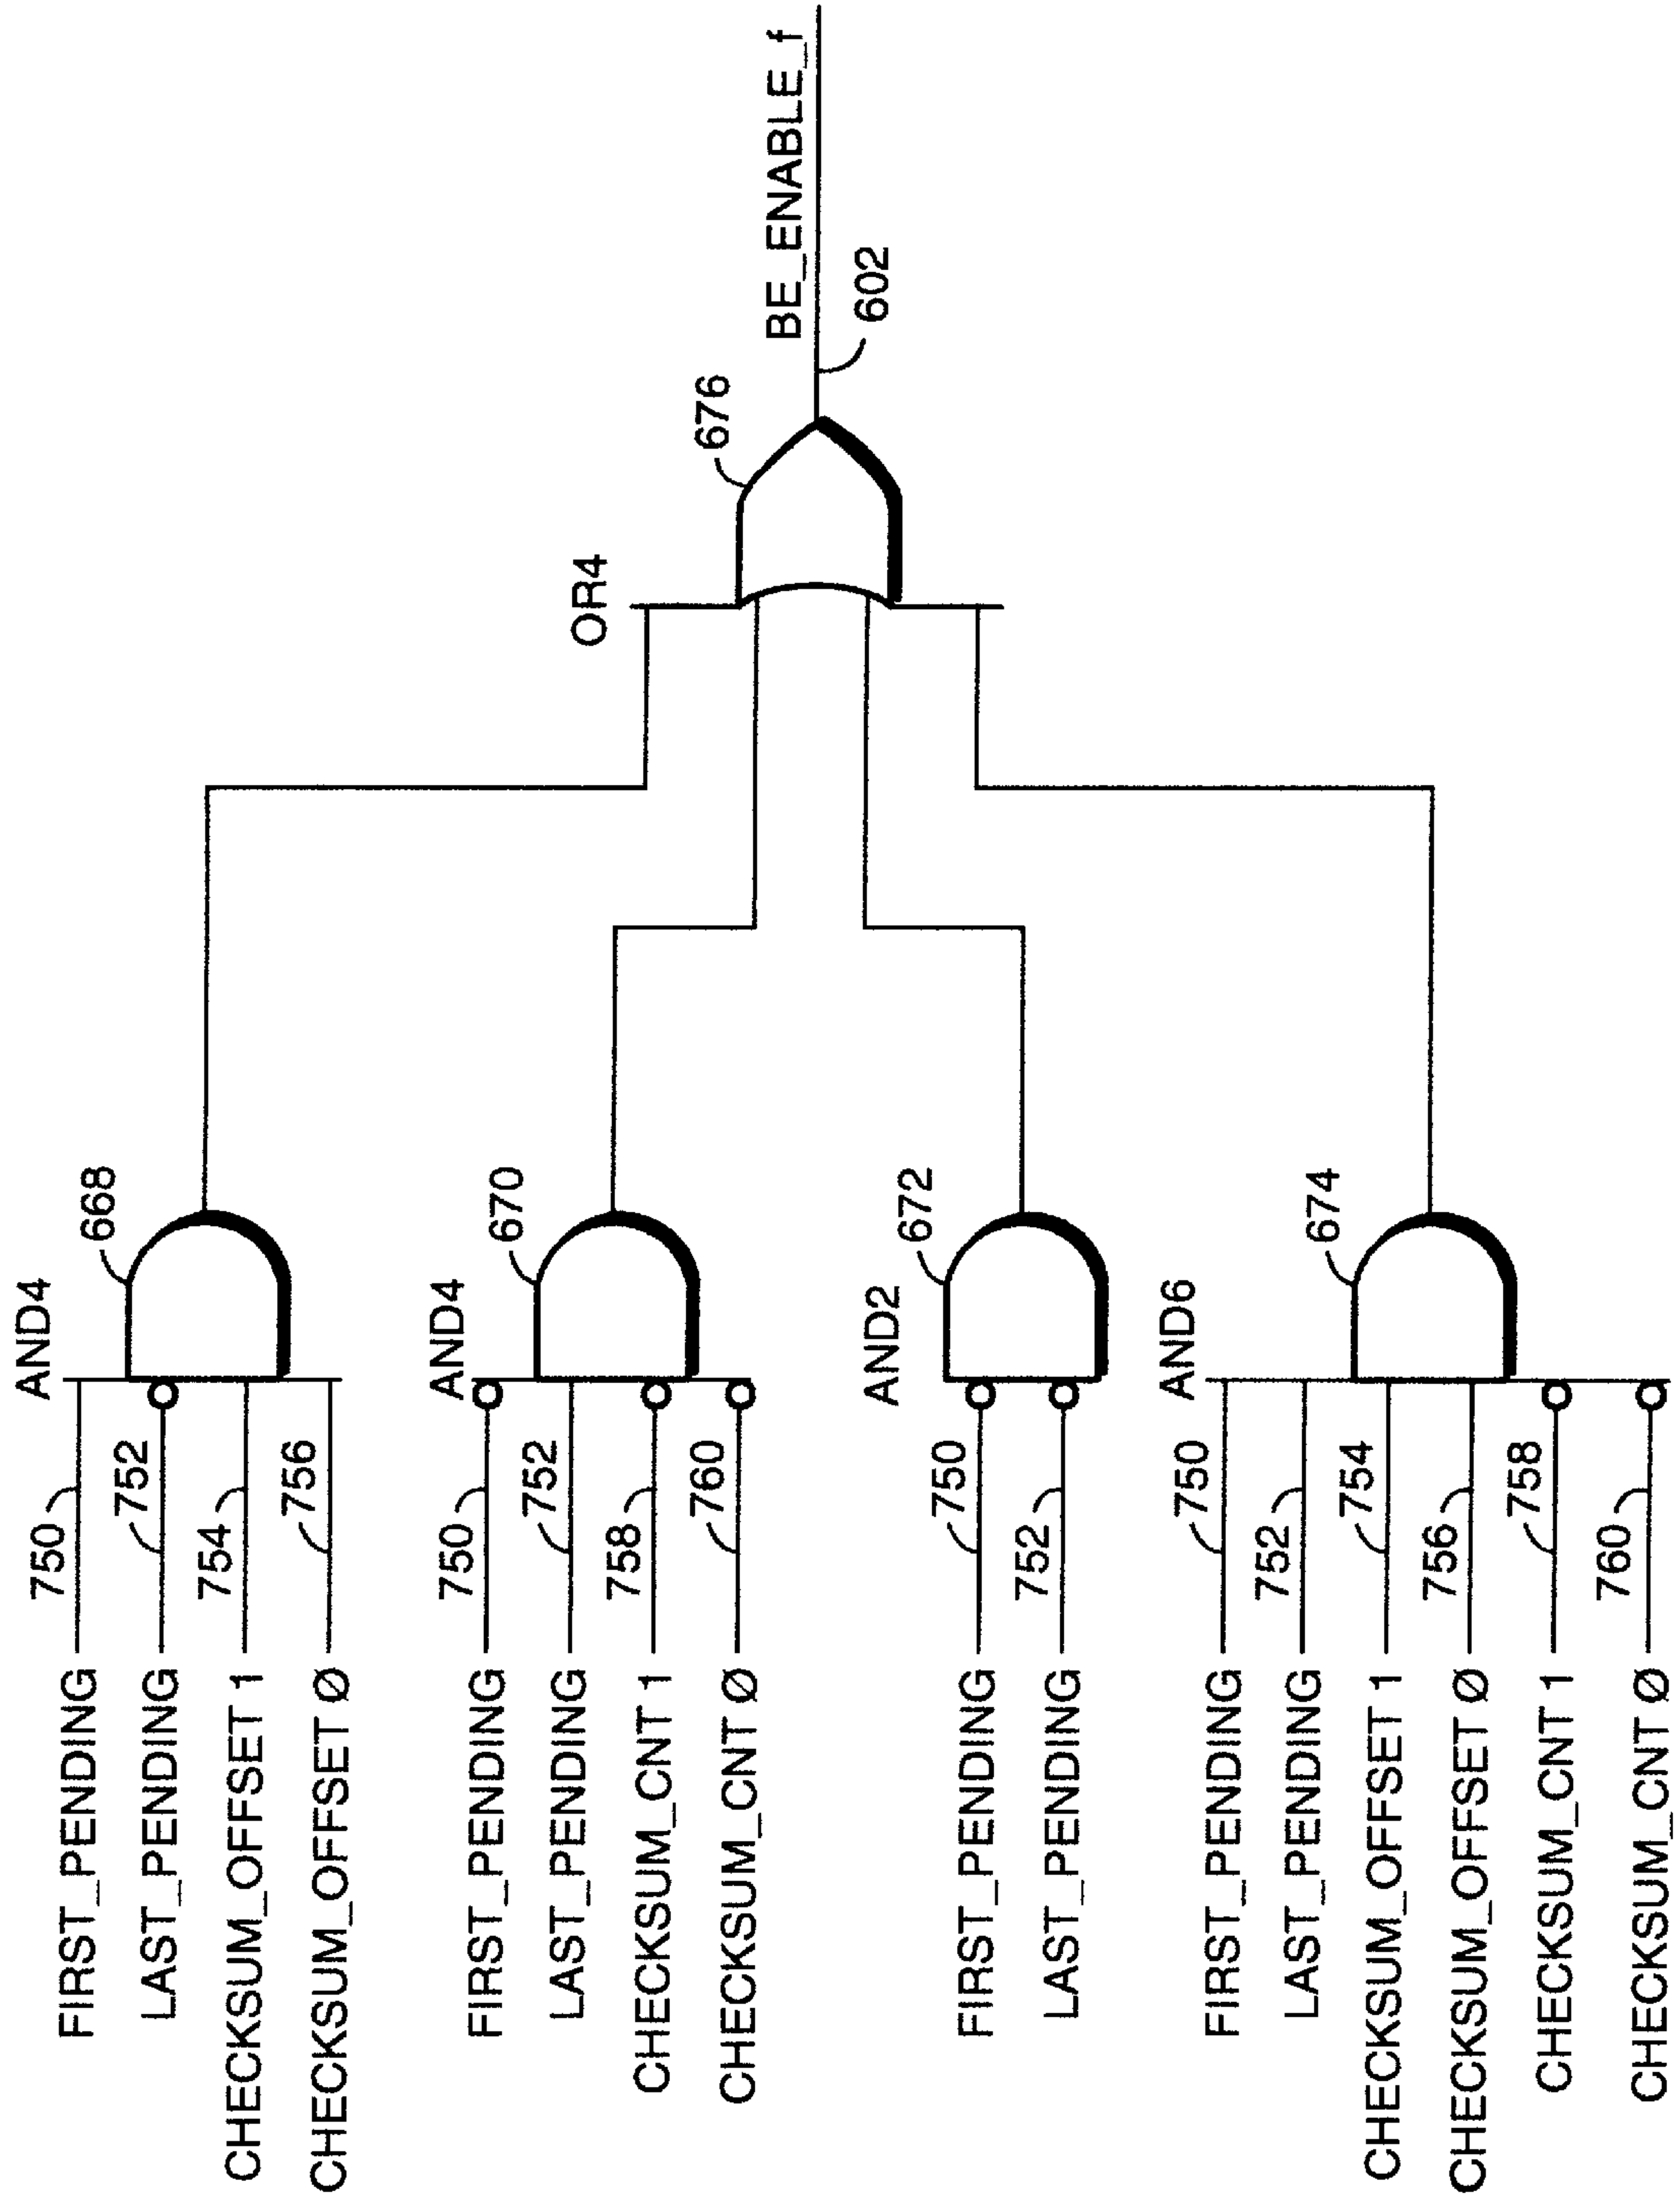 AND4
668
FIRST_PENDING 750
LAST_PENDING 752
CHECKSUM_OFFSET 1 754
CHECKSUM_OFFSET Ø 756
AND4
670
FIRST_PENDING 750
LAST_PENDING 752
CHECKSUM_CNT 1 758
CHECKSUM_CNT Ø 760
AND2
672
FIRST_PENDING 750
LAST_PENDING 752
AND6
674
FIRST_PENDING 750
LAST_PENDING 752
CHECKSUM_OFFSET 1 754
CHECKSUM_OFFSET Ø 756
CHECKSUM_CNT 1 758
CHECKSUM_CNT Ø 760
OR4
676
BE_ENABLE_f
602